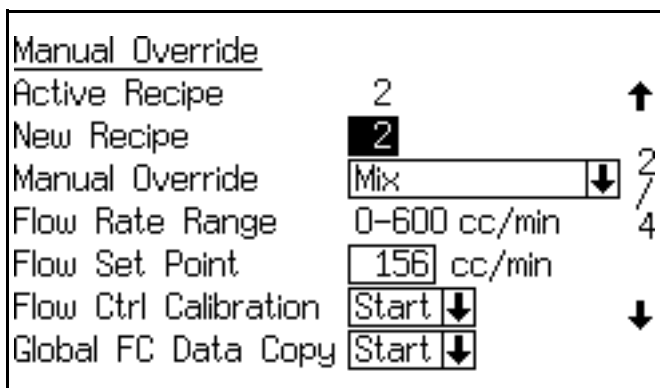 Manual Override
Active Recipe 2
New Recipe 2
Manual Override Mix
Flow Rate Range 0-600 cc/min
Flow Set Point 156 cc/min
Flow Ctrl Calibration Start
Global FC Data Copy Start
2/4